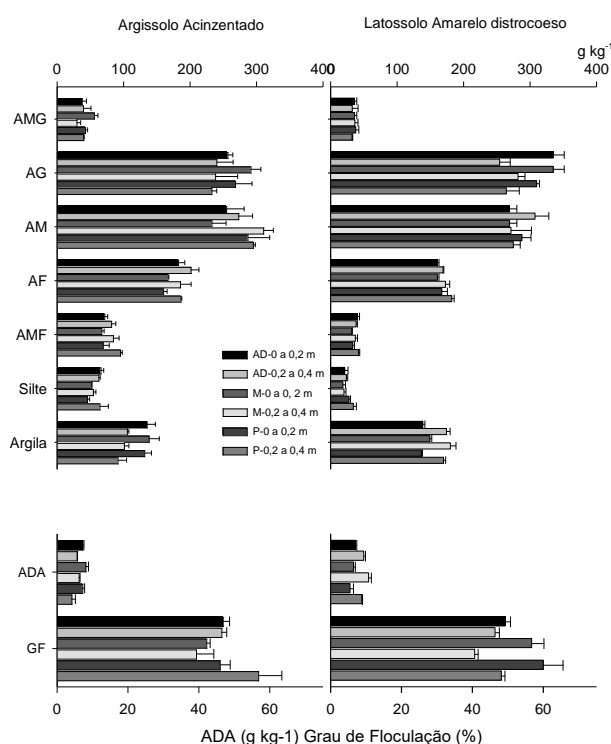 Argissolo Acinzentado
Latossolo Amarelo distrocoeso
g kg-1
0 100 200 300 0 100 200 300 400
AMG
AG
AM
AF
AMF
Silte
Argila
AD-0 a 0,2 m
AD-0,2 a 0,4 m
M-0 a 0, 2 m
M-0,2 a 0,4 m
P-0 a 0,2 m
P-0,2 a 0,4 m
ADA
GF
0 20 40 60 0 20 40 60
ADA (g kg-1) Grau de Floculação (%)